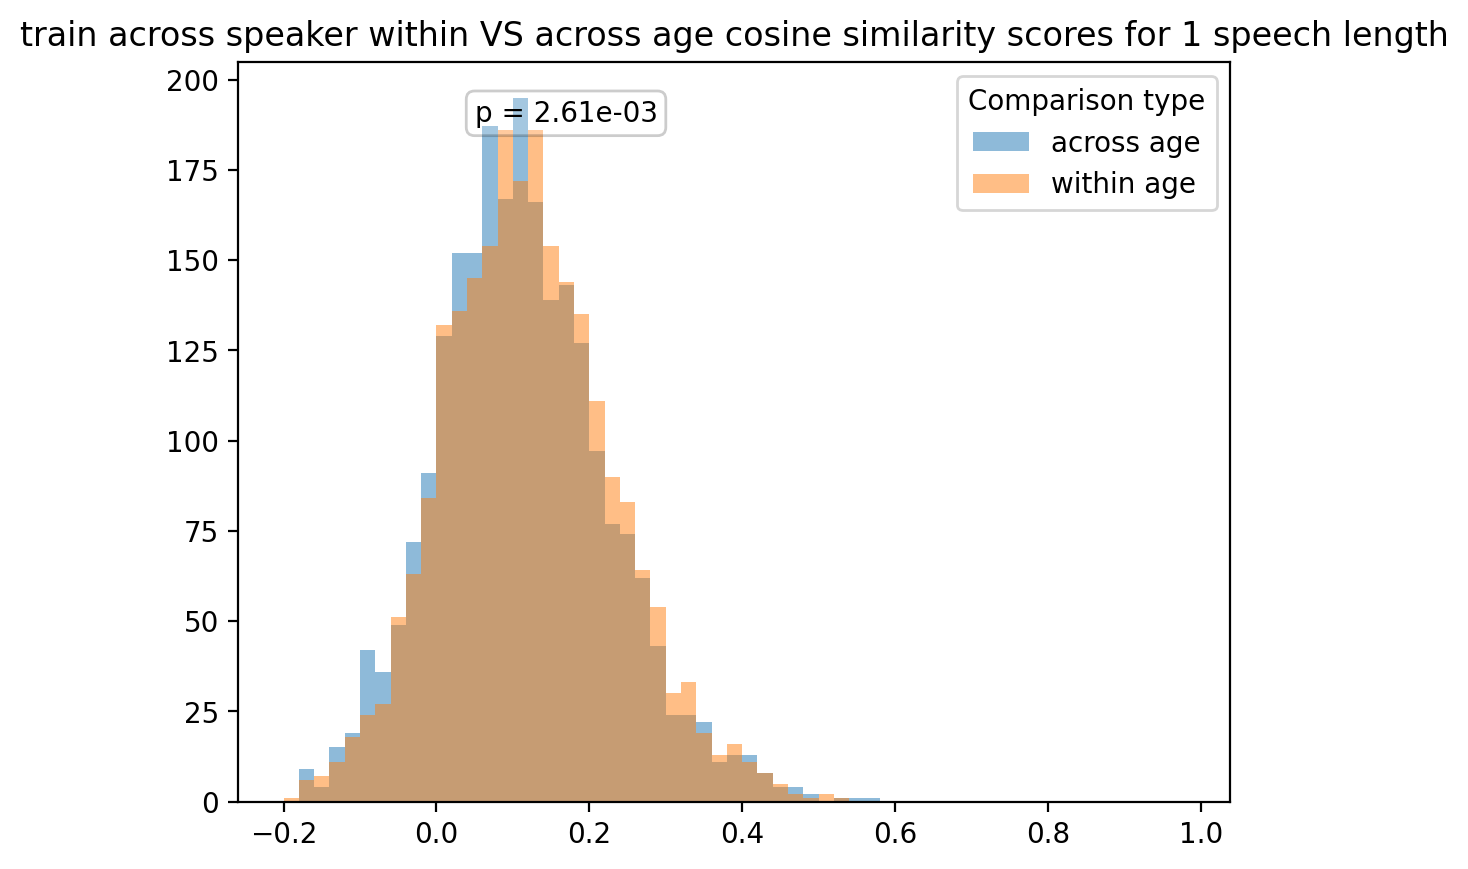 train across speaker within VS across age cosine similarity scores for 1 speech length
200
175
150
125
100
75
50
25
0
p = 2.61e-03
Comparison type
across age
within age
−0.2 0.0 0.2 0.4 0.6 0.8 1.0